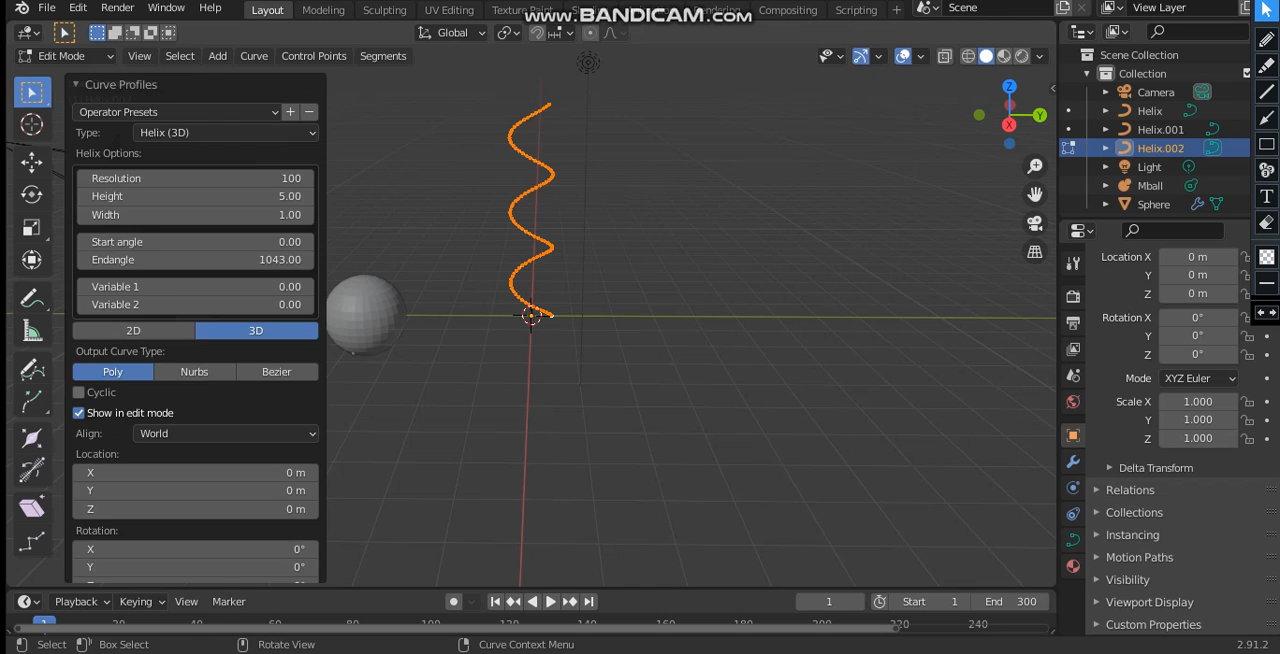 File Edit Render Window Help Layout Modeling Sculpting UV Editing Texture Paint Compositing Scripting + Scene View Layer
www.BANDICAM.com
Global
Edit Mode View Select Add Curve Control Points Segments
Scene Collection
Collection
Camera
Helix
Helix.001
Helix.002
Light
Mball
Sphere
Z
Y
X
Curve Profiles
Operator Presets
Type: Helix (3D)
Helix Options:
Resolution 100
Height 5.00
Width 1.00
Start angle 0.00
Endangle 1043.00
Variable 1 0.00
Variable 2 0.00
2D 3D
Output Curve Type:
Poly Nurbs Bezier
Cyclic
Show in edit mode
Align: World
Location:
X 0 m
Y 0 m
Z 0 m
Rotation:
X 0°
Y 0°
Location X 0 m
Y 0 m
Z 0 m
Rotation X 0°
Y 0°
Z 0°
Mode XYZ Euler
Scale X 1.000
Y 1.000
Z 1.000
Delta Transform
Relations
Collections
Instancing
Motion Paths
Visibility
Viewport Display
Custom Properties
Playback Keying View Marker 1 Start 1 End 300
20 40 60 80 100 120 140 160 180 200 220 240
Select Box Select Rotate View Curve Context Menu 2.91.2